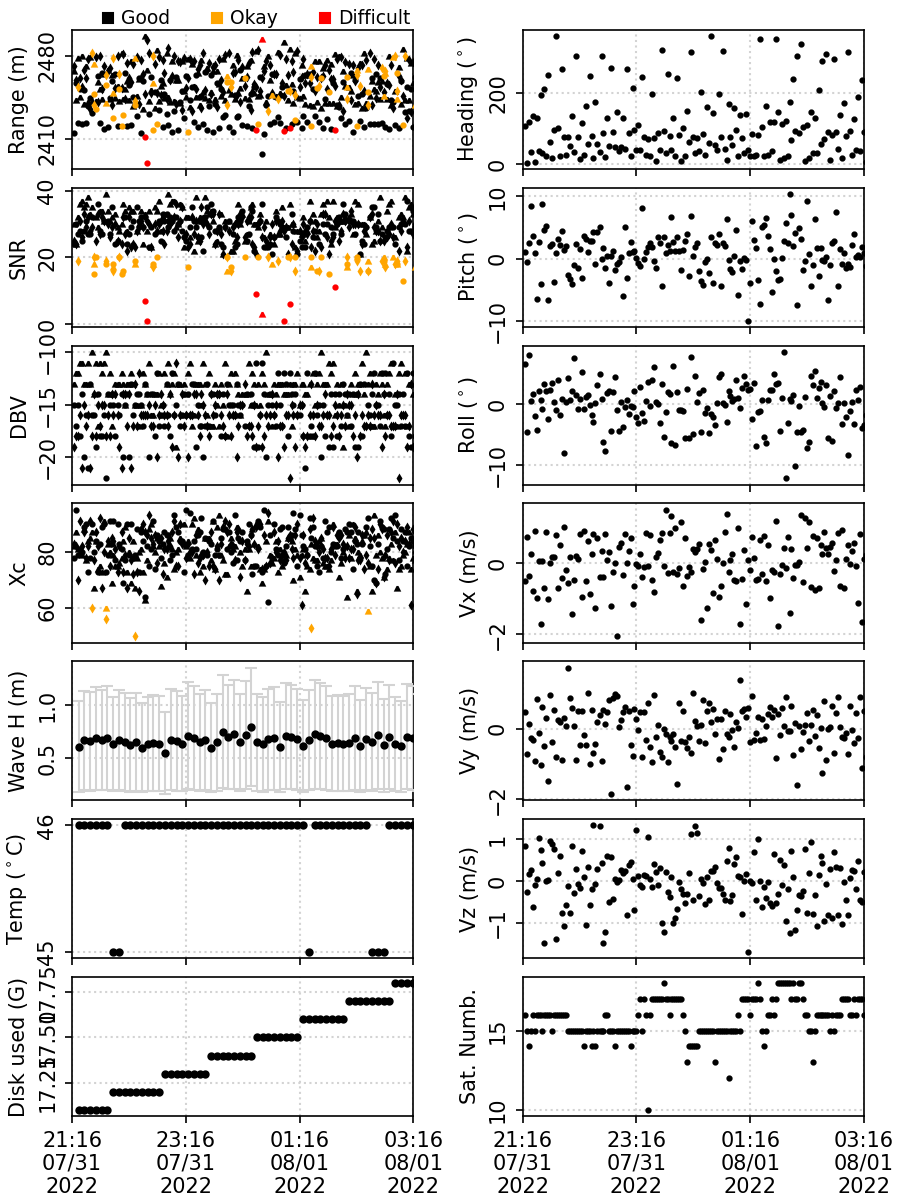 Good Okay Difficult
Range (m)
2480
2410
Heading (°)
200
0
SNR
40
20
0
Pitch (°)
10
0
−10
DBV
−10
−15
−20
Roll (°)
0
−10
Xc
80
60
Vx (m/s)
0
−2
Wave H (m)
1.0
0.5
Vy (m/s)
0
−2
Temp (°C)
46
45
Vz (m/s)
1
0
−1
Disk used (G)
17.75
17.50
17.25
Sat. Numb.
15
10
21:16 23:16 01:16 03:16
07/31 07/31 08/01 08/01
2022 2022 2022 2022
21:16 23:16 01:16 03:16
07/31 07/31 08/01 08/01
2022 2022 2022 2022